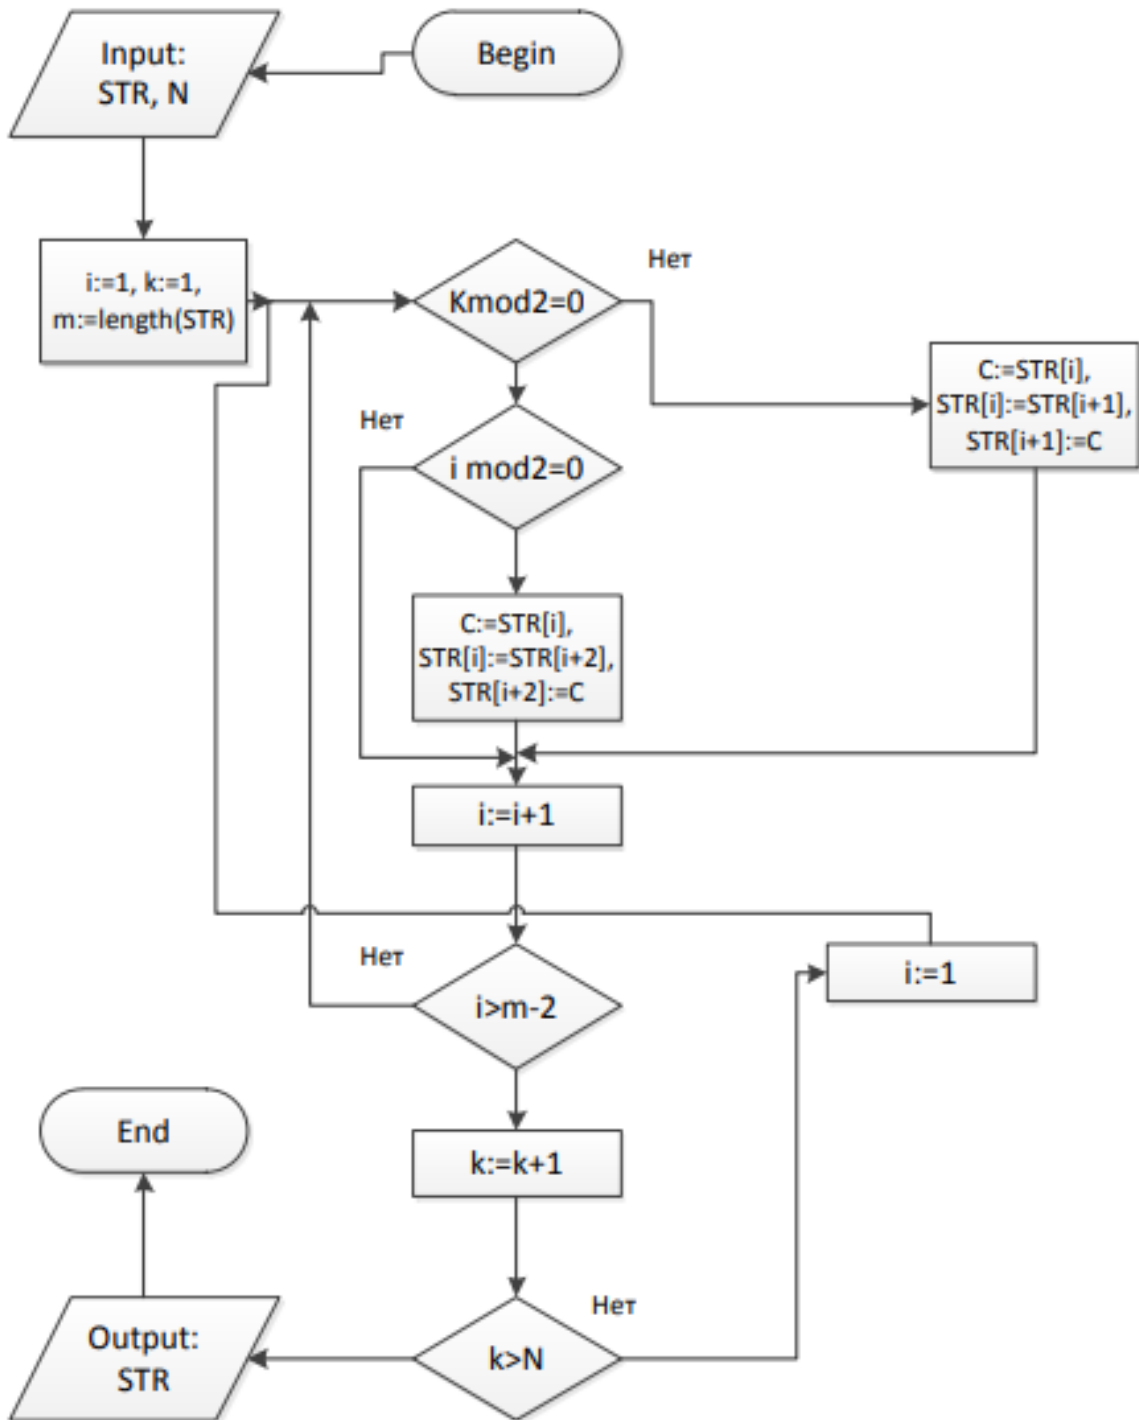 Begin
Input:
STR, N
i:=1, k:=1,
m:=length(STR)
Kmod2=0
Нет
C:=STR[i],
STR[i]:=STR[i+1],
STR[i+1]:=C
Нет
i mod2=0
C:=STR[i],
STR[i]:=STR[i+2],
STR[i+2]:=C
i:=i+1
Нет
i>m-2
i:=1
k:=k+1
Нет
k>N
Output:
STR
End